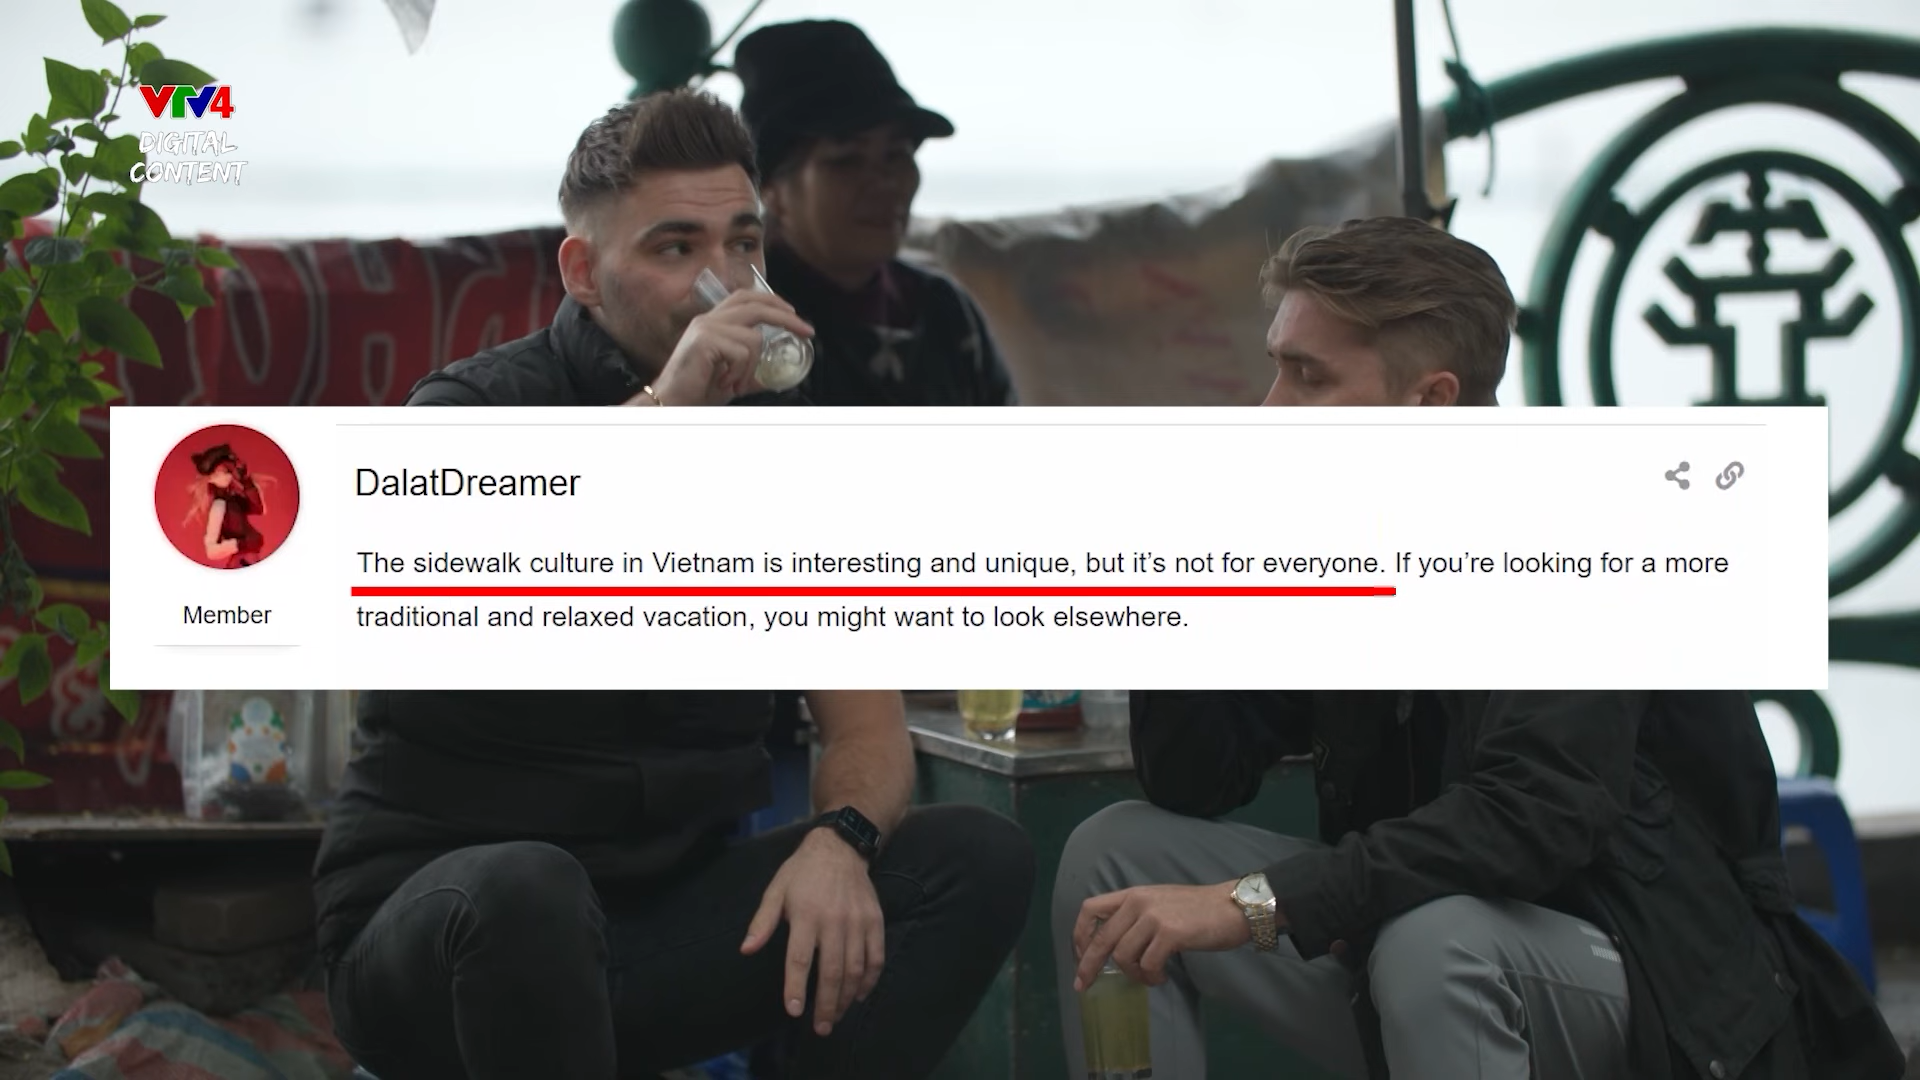 VTV4
DIGITAL
CONTENT
DalatDreamer
The sidewalk culture in Vietnam is interesting and unique, but it’s not for everyone. If you’re looking for a more
Member
traditional and relaxed vacation, you might want to look elsewhere.